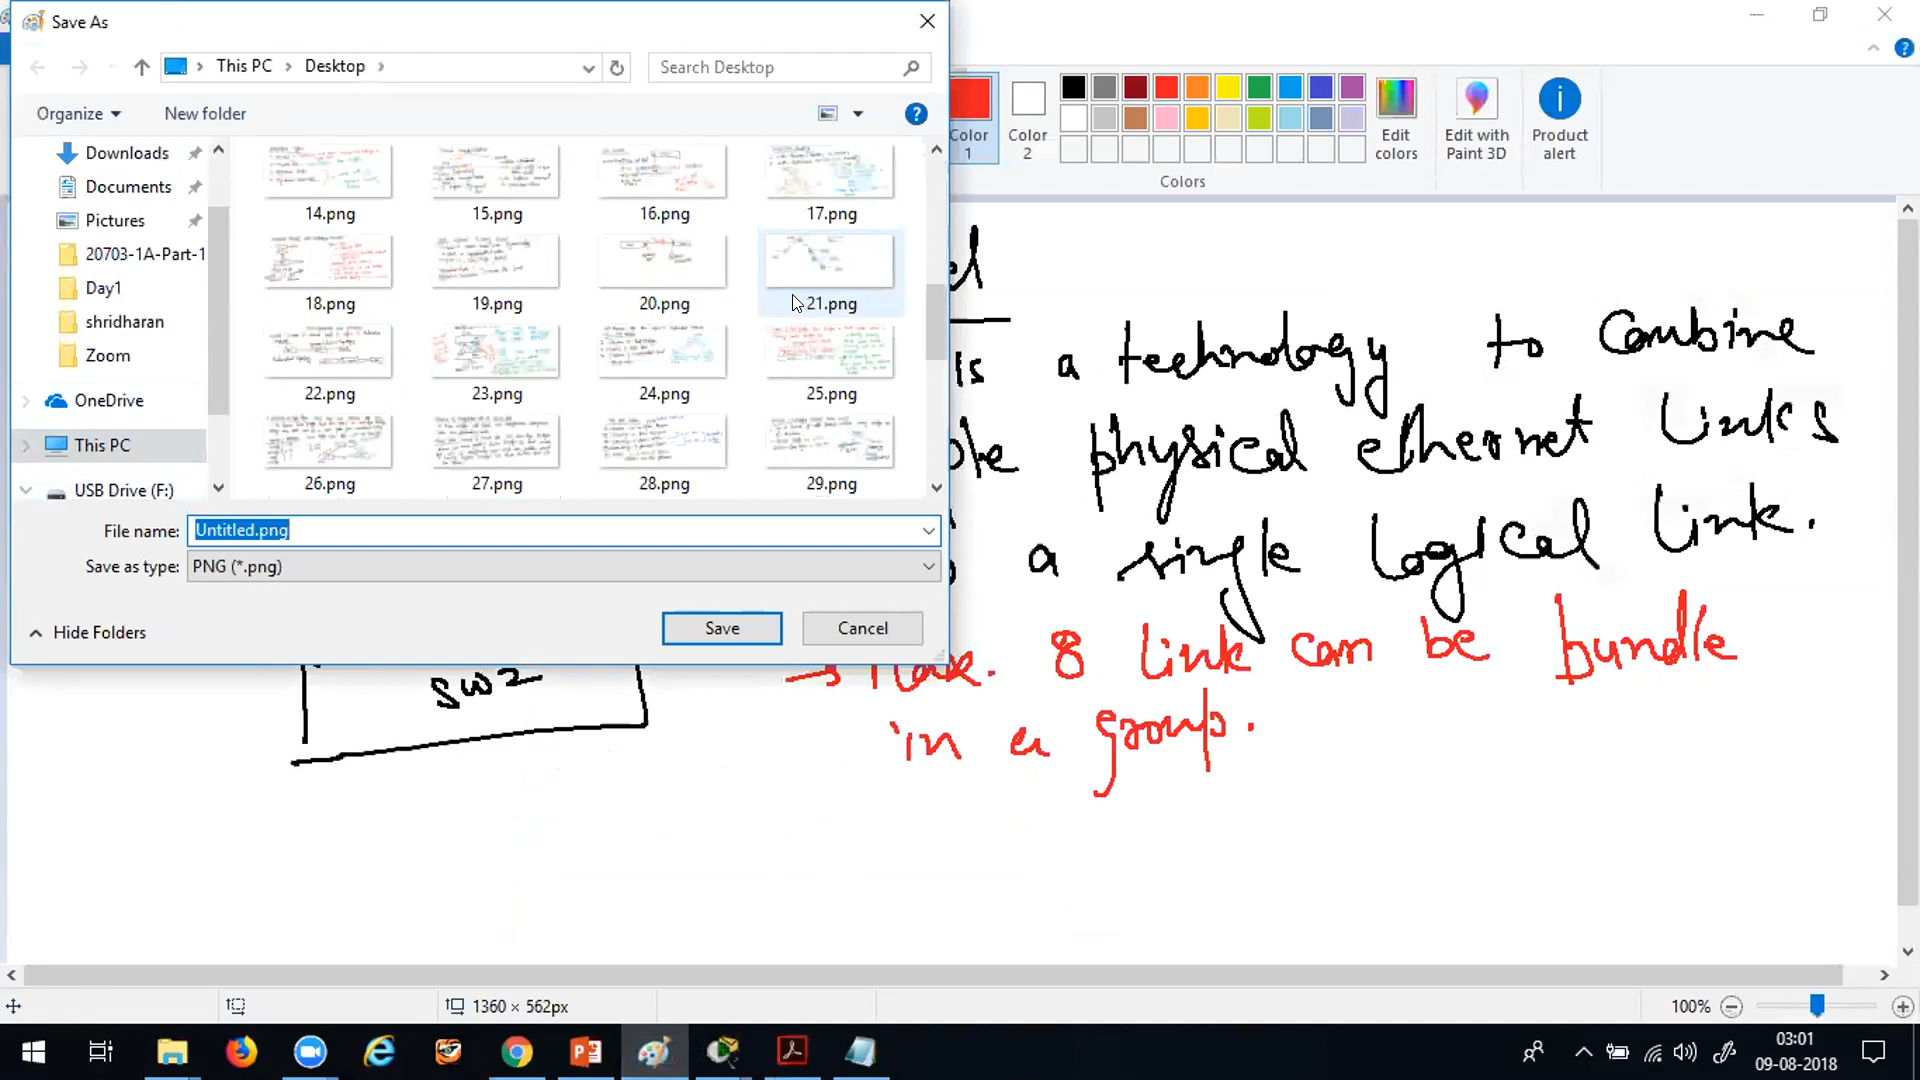 Save As
This PC > Desktop >
Search Desktop
Organize
New folder
Downloads
Documents
Pictures
20703-1A-Part-1
Day1
shridharan
Zoom
OneDrive
This PC
USB Drive (F:)
14.png 15.png 16.png 17.png
18.png 19.png 20.png 21.png
22.png 23.png 24.png 25.png
26.png 27.png 28.png 29.png
File name: Untitled.png
Save as type: PNG (*.png)
Hide Folders
Save Cancel
Color 1
Color 2
Edit colors
Edit with Paint 3D
Product alert
Colors
is a technology to combine
physical ethernet links
a single logical link.
8 link can be bundle
in a group.
SW2
1360 × 562px
100%
03:01
09-08-2018